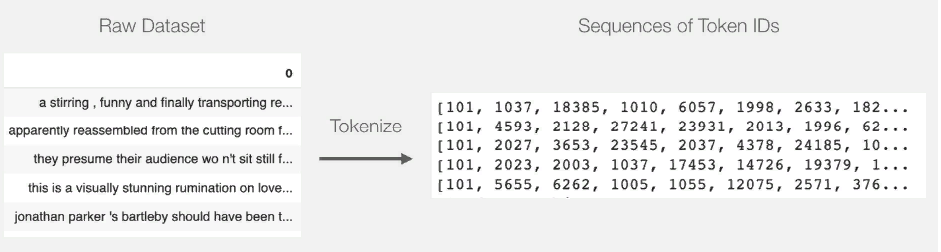 Raw Dataset
Sequences of Token IDs
0
a stirring , funny and finally transporting re...
apparently reassembled from the cutting room f...
they presume their audience wo n't sit still f...
this is a visually stunning rumination on love...
jonathan parker 's bartleby should have been t...
Tokenize
[101, 1037, 18385, 1010, 6057, 1998, 2633, 182...
[101, 4593, 2128, 27241, 23931, 2013, 1996, 62...
[101, 2027, 3653, 23545, 2037, 4378, 24185, 10...
[101, 2023, 2003, 1037, 17453, 14726, 19379, 1...
[101, 5655, 6262, 1005, 1055, 12075, 2571, 376...